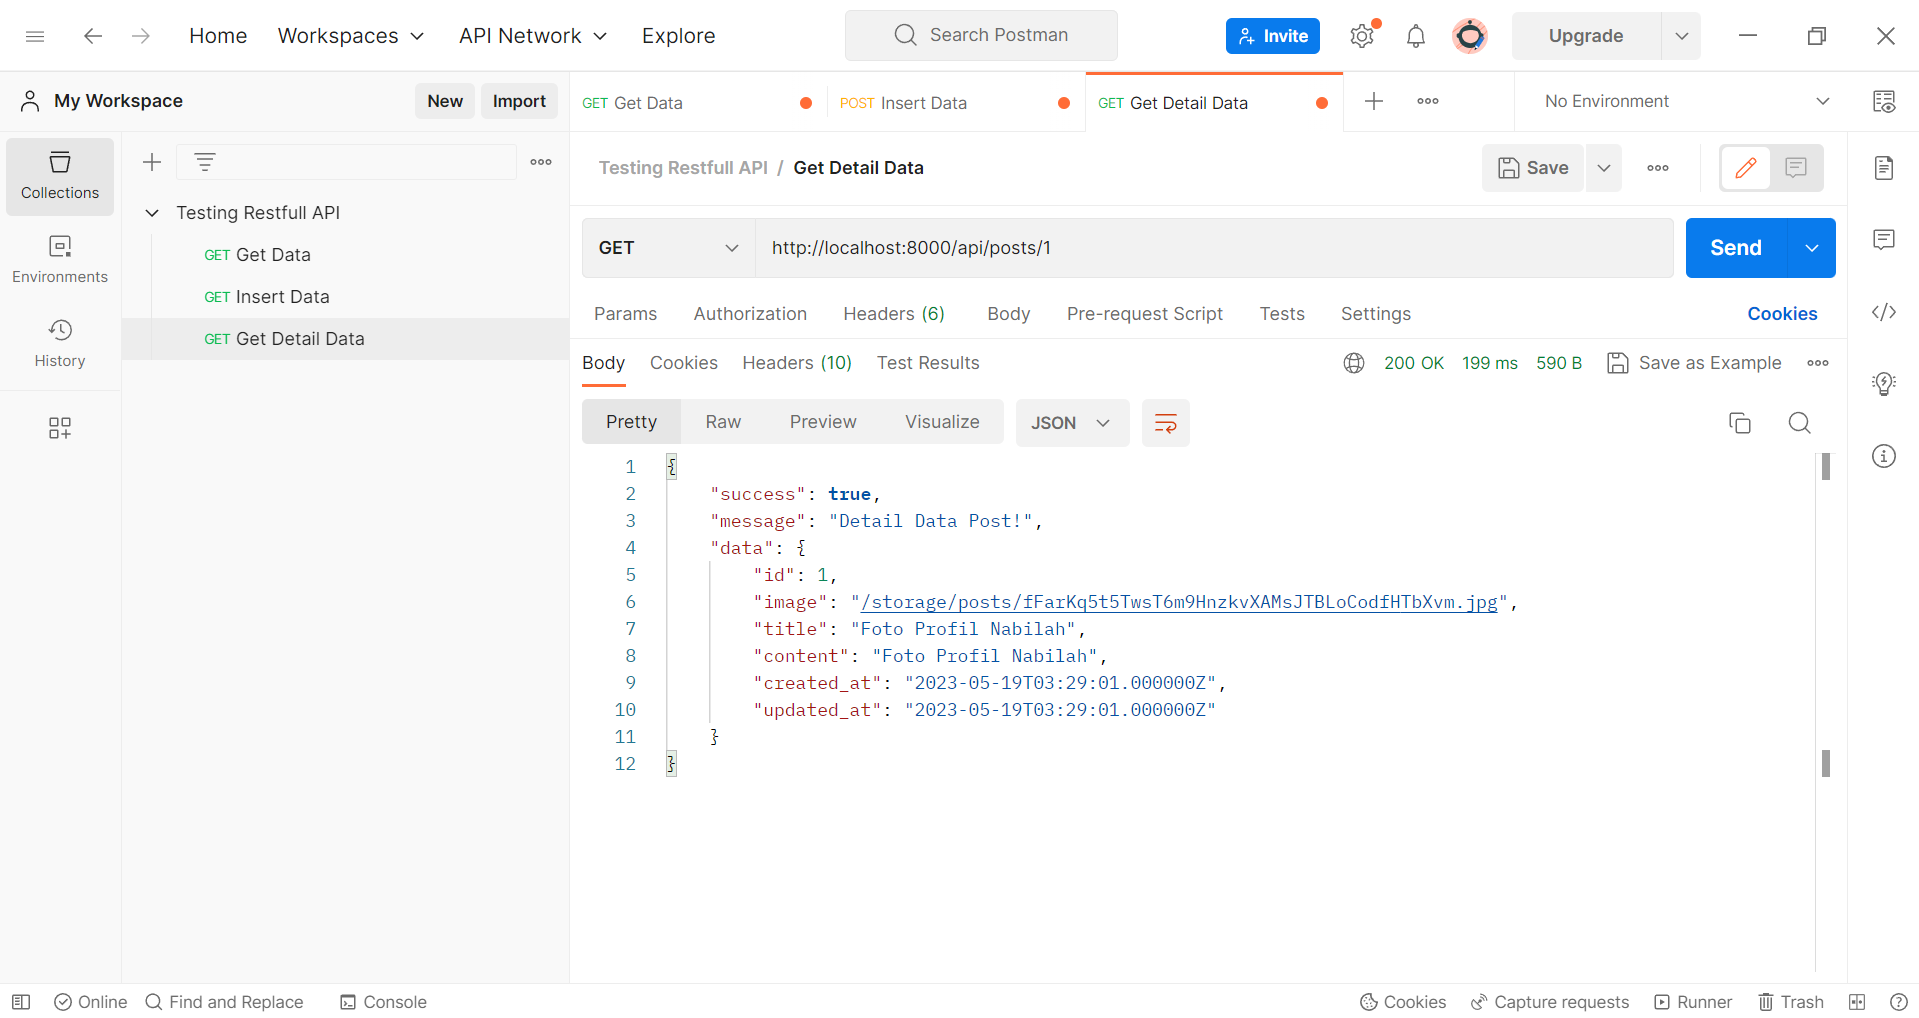 Home Workspaces API Network Explore Search Postman Invite Upgrade
My Workspace New Import
GET Get Data POST Insert Data GET Get Detail Data No Environment
Collections
Environments
History
Testing Restfull API
GET Get Data
GET Insert Data
GET Get Detail Data
Testing Restfull API / Get Detail Data Save
GET http://localhost:8000/api/posts/1 Send
Params Authorization Headers (6) Body Pre-request Script Tests Settings Cookies
Body Cookies Headers (10) Test Results 200 OK 199 ms 590 B Save as Example
Pretty Raw Preview Visualize JSON
1 {
2 "success": true,
3 "message": "Detail Data Post!",
4 "data": {
5 "id": 1,
6 "image": "/storage/posts/fFarKq5t5TwsT6m9HnzkvXAMsJTBLoCodfHTbXvm.jpg",
7 "title": "Foto Profil Nabilah",
8 "content": "Foto Profil Nabilah",
9 "created_at": "2023-05-19T03:29:01.000000Z",
10 "updated_at": "2023-05-19T03:29:01.000000Z"
11 }
12 }
Online Find and Replace Console Cookies Capture requests Runner Trash